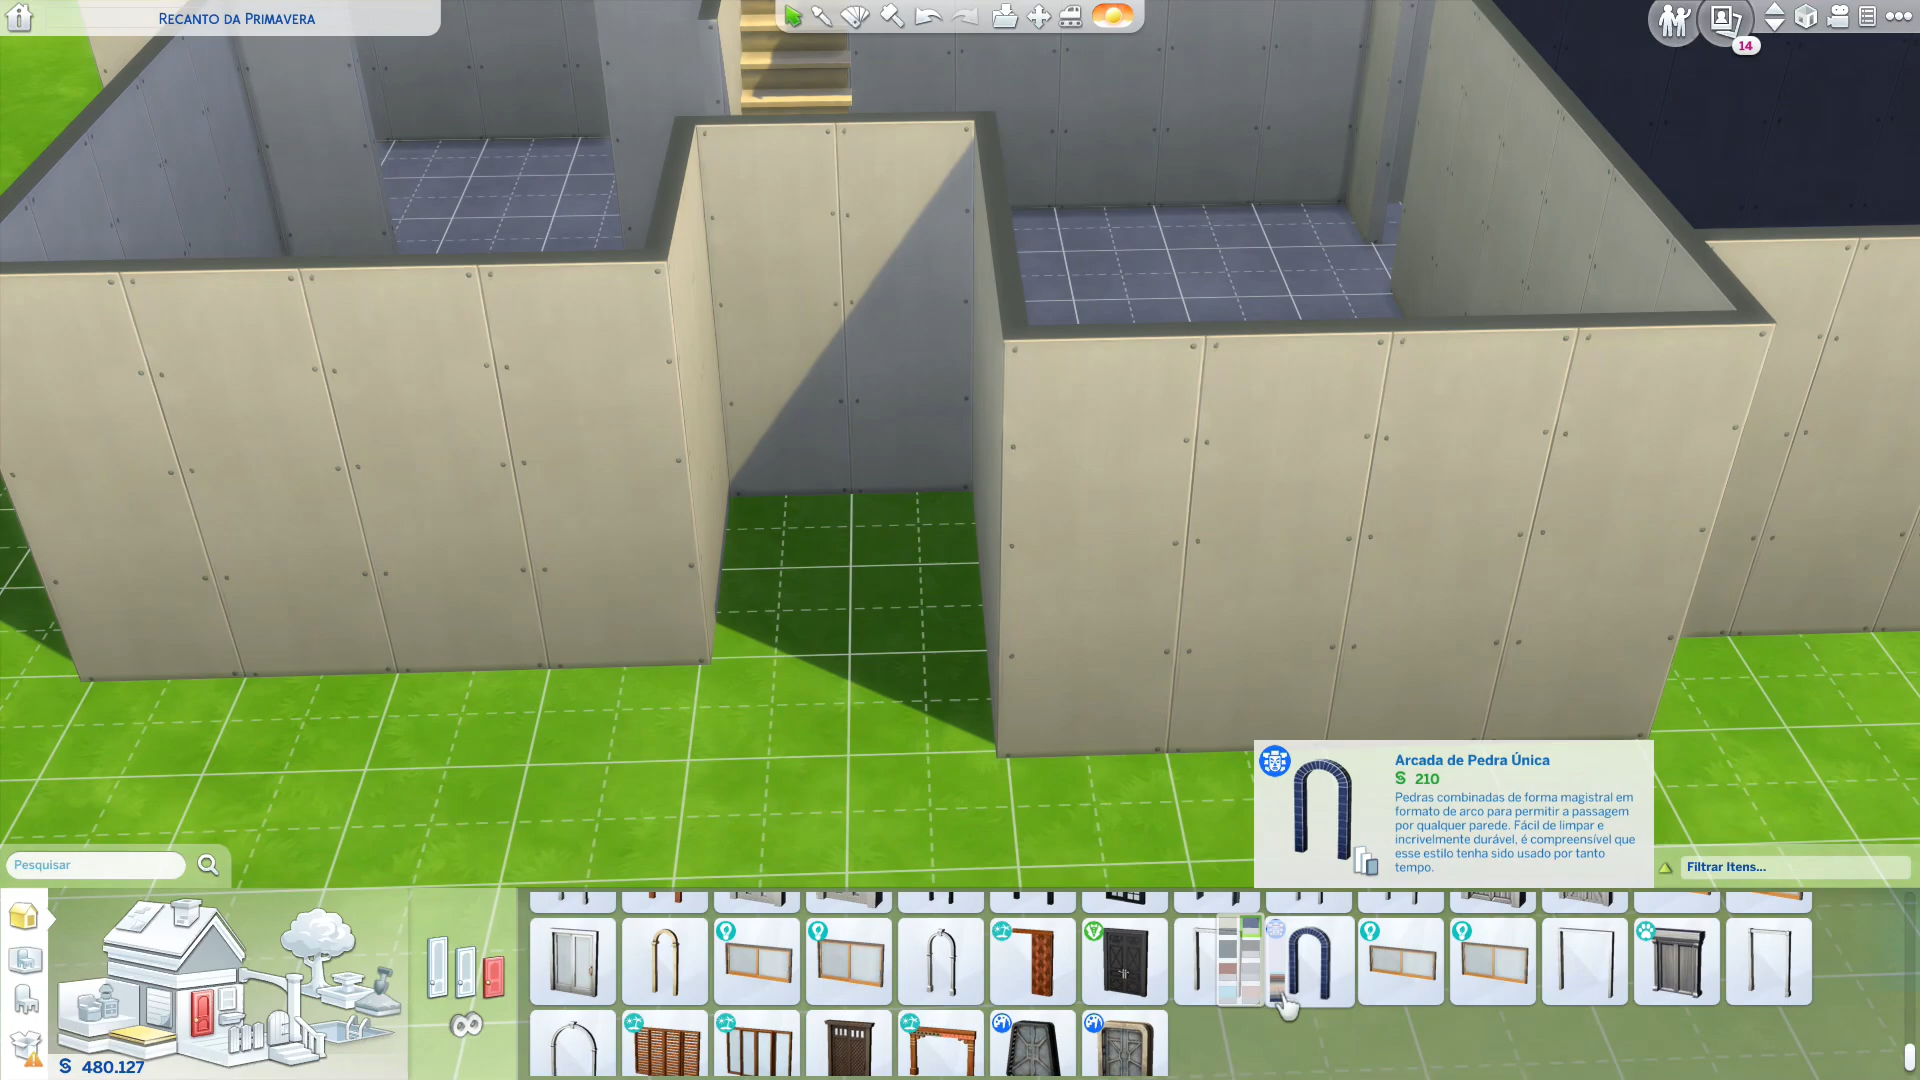 Recanto da Primavera
14
Arcada de Pedra Única
210
Pedras combinadas de forma magistral em
formato de arco para permitir a passagem
por qualquer parede. Fácil de limpar e
incrivelmente durável, é compreensível que
esse estilo tenha sido usado por tanto
tempo.
Pesquisar
Filtrar Itens...
480.127